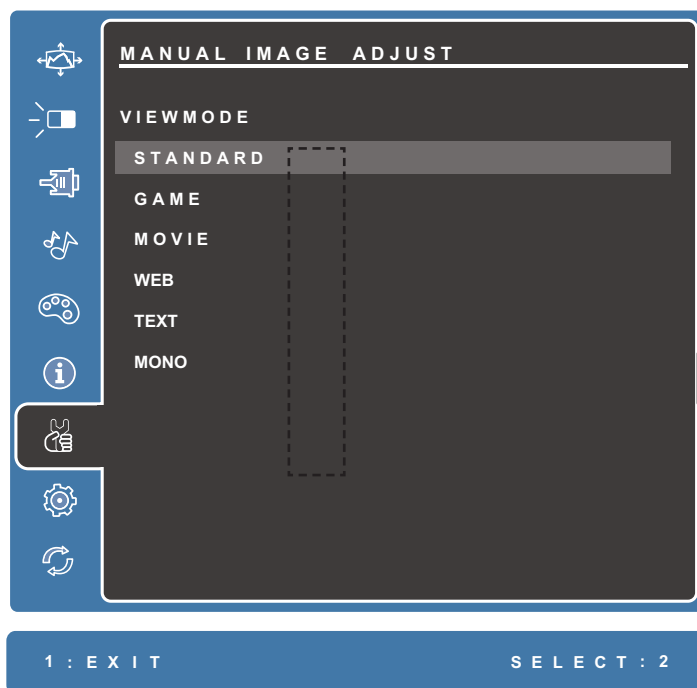 MANUAL IMAGE ADJUST
VIEWMODE
STANDARD
GAME
MOVIE
WEB
TEXT
MONO
1 : EXIT SELECT : 2